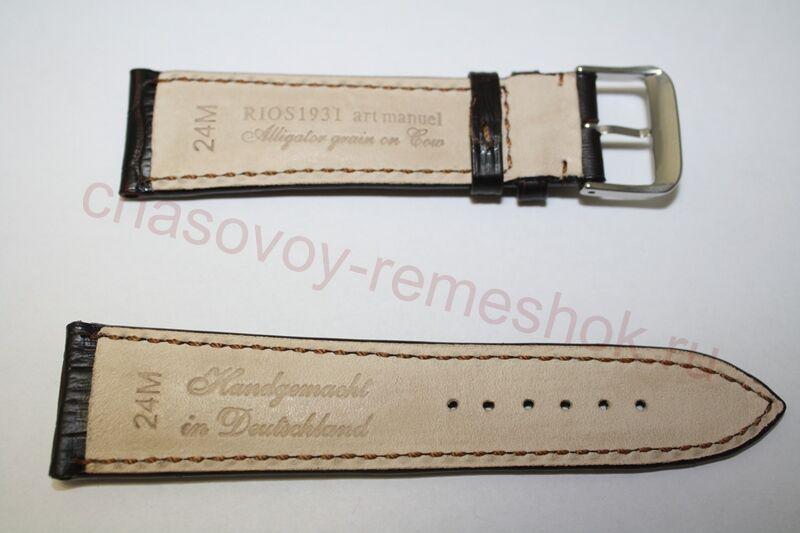 24M
RIOS1931 art manuel
Alligator grain on Cow
chasovoy-remeshok.ru
24M
Handgemacht
in Deutschland